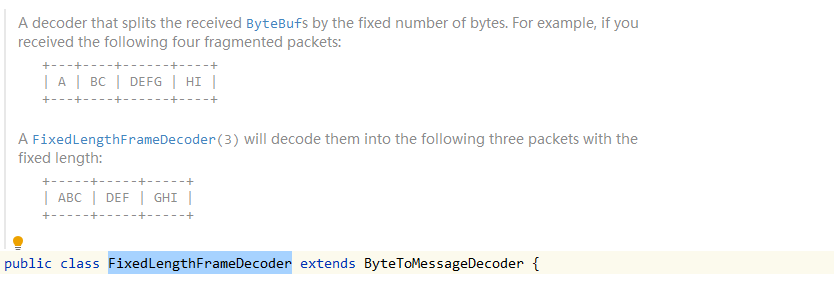 A decoder that splits the received ByteBufs by the fixed number of bytes. For example, if you
received the following four fragmented packets:
+---+----+------+----+
| A | BC | DEFG | HI |
+---+----+------+----+
A FixedLengthFrameDecoder(3) will decode them into the following three packets with the
fixed length:
+-----+-----+-----+
| ABC | DEF | GHI |
+-----+-----+-----+
public class FixedLengthFrameDecoder extends ByteToMessageDecoder {